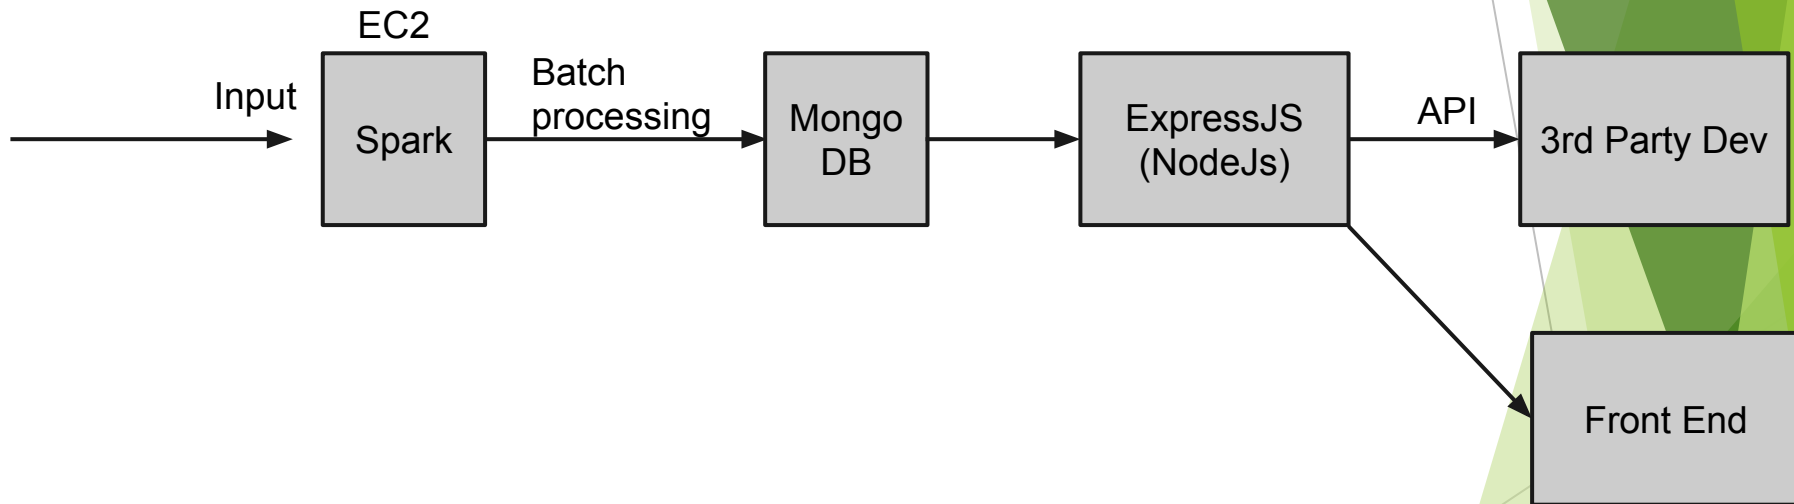 EC2
Input
Spark
Batch
processing
Mongo
DB
ExpressJS
(NodeJs)
API
3rd Party Dev
Front End